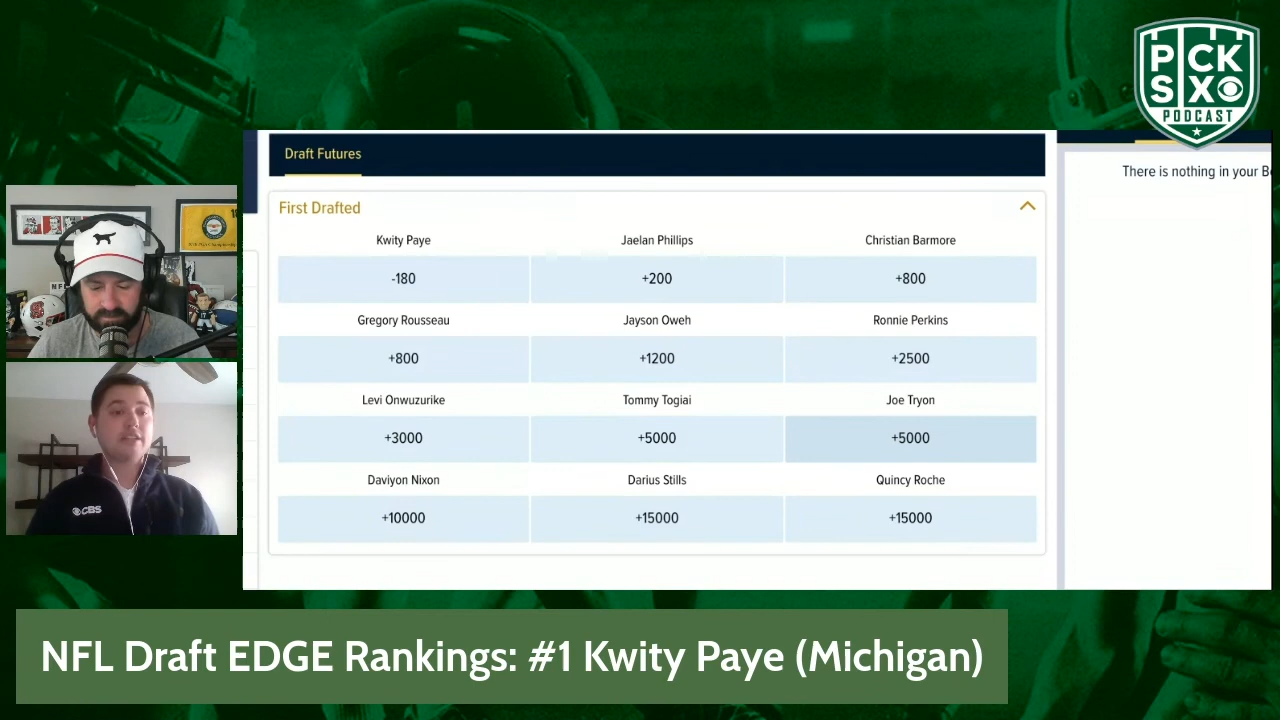 PICK
SIX
PODCAST
Draft Futures
There is nothing in your B
First Drafted
Kwity Paye
Jaelan Phillips
Christian Barmore
-180
+200
+800
Gregory Rousseau
Jayson Oweh
Ronnie Perkins
+800
+1200
+2500
Levi Onwuzurike
Tommy Togiai
Joe Tryon
+3000
+5000
+5000
Daviyon Nixon
Darius Stills
Quincy Roche
+10000
+15000
+15000
CBS
NFL Draft EDGE Rankings: #1 Kwity Paye (Michigan)